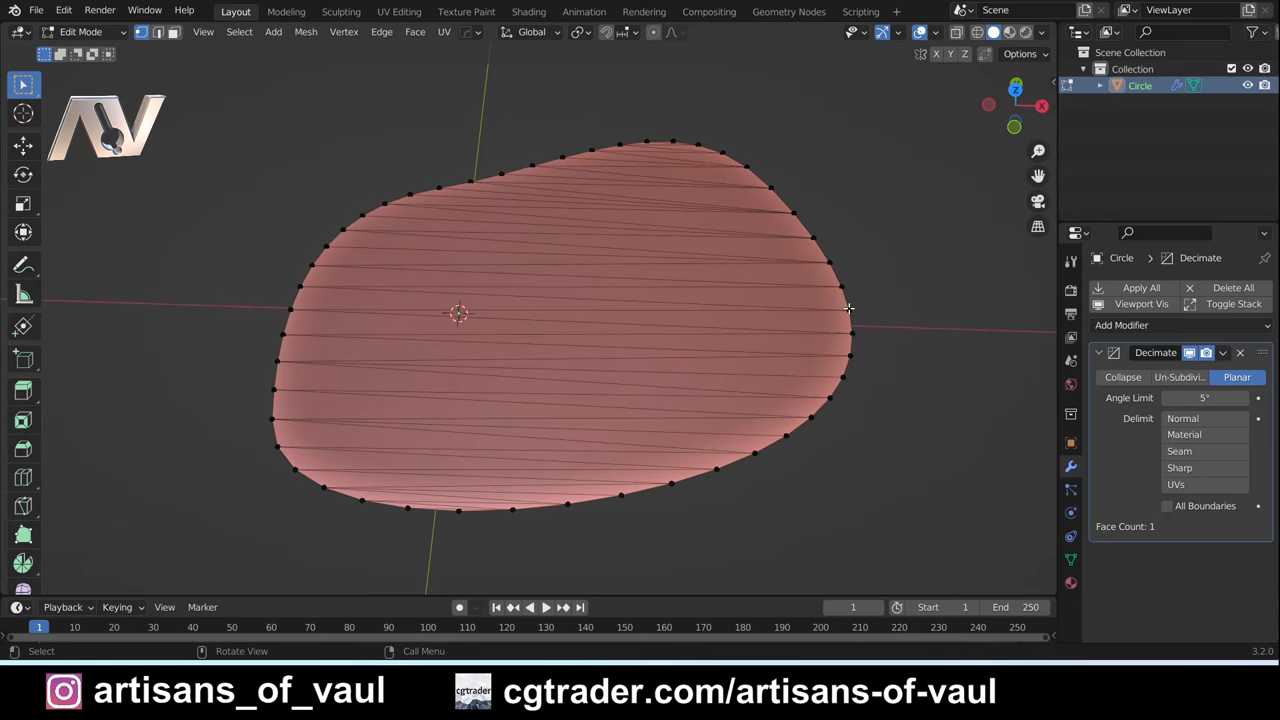 File Edit Render Window Help Layout Modeling Sculpting UV Editing Texture Paint Shading Animation Rendering Compositing Geometry Nodes Scripting + Scene ViewLayer
Edit Mode View Select Add Mesh Vertex Edge Face UV Global
X Y Z Options
Scene Collection
Collection
Circle
AV
Z
X
Circle > Decimate
Apply All Delete All
Viewport Vis Toggle Stack
Add Modifier
Decimate
Collapse Un-Subdivi... Planar
Angle Limit 5°
Delimit Normal
Material
Seam
Sharp
UVs
All Boundaries
Face Count: 1
Playback Keying View Marker 1 Start 1 End 250
1 10 20 30 40 50 60 70 80 90 100 110 120 130 140 150 160 170 180 190 200 210 220 230 240 250
Select Rotate View Call Menu 3.2.0
artisans_of_vaul cgtrader cgtrader.com/artisans-of-vaul